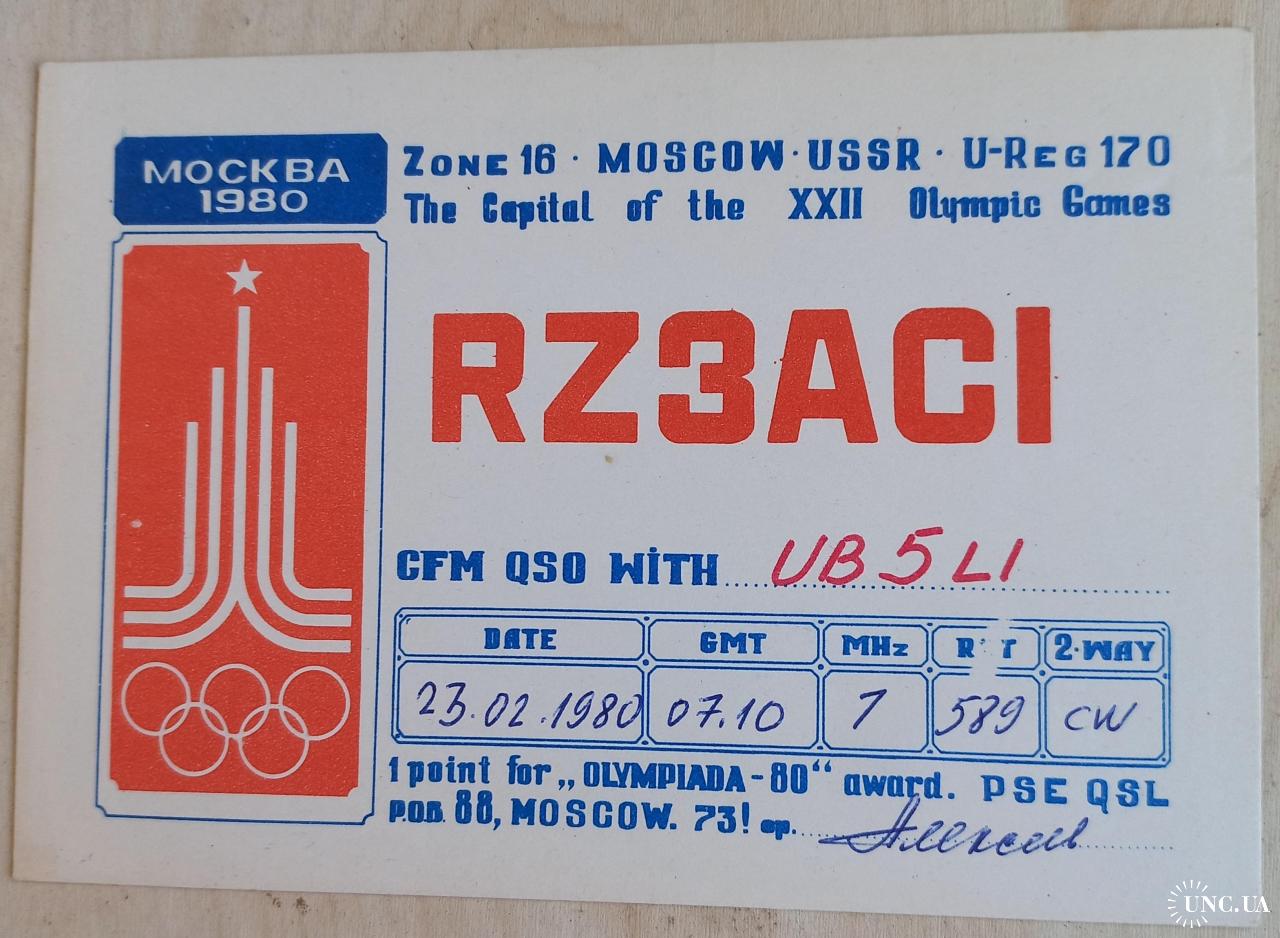 МОСКВА
1980
ZONE 16 · MOSCOW · USSR · U-REG 170
The Capital of the XXII Olympic Games
RZ3ACI
CFM QSO WITH UB5LI
DATE GMT MHz R T 2·WAY
23.02.1980 07.10 7 589 CW
1 point for „OLYMPIADA-80“ award. PSE QSL
P.O.B. 88, MOSCOW. 73! op.
UNC.UA